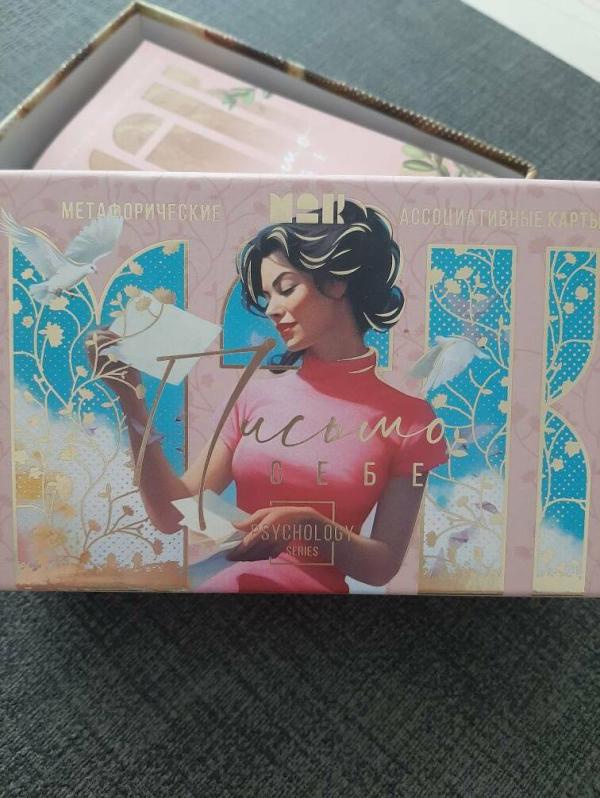 МЕТАФОРИЧЕСКИЕ
МАК
АССОЦИАТИВНЫЕ КАРТЫ
Письмо
СЕБЕ
PSYCHOLOGY
SERIES